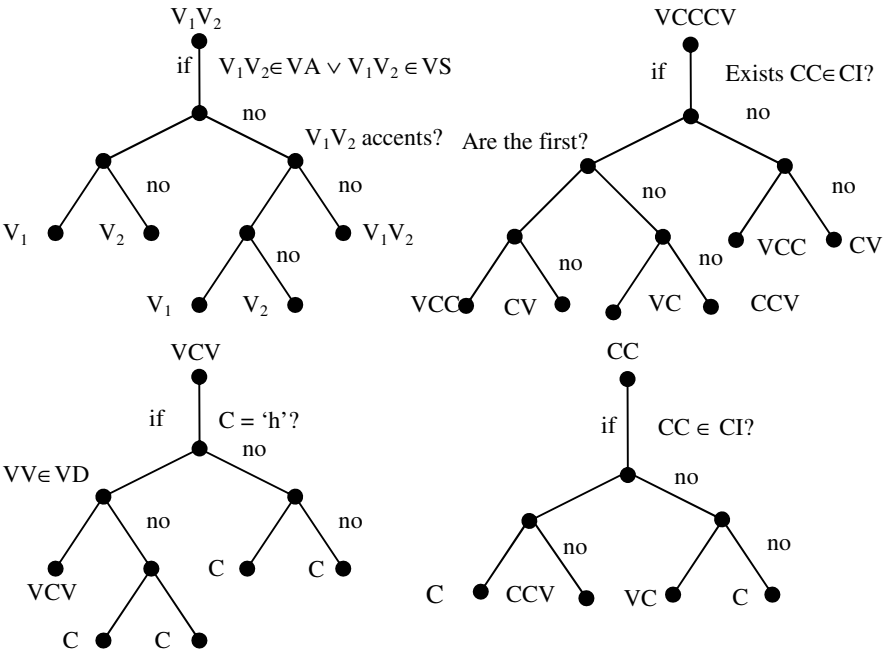 V₁V₂
if V₁V₂∈VA ∨ V₁V₂ ∈VS
no
V₁V₂ accents?
no no
V₁ V₂ V₁V₂
no
V₁ V₂
VCCCV
if Exists CC∈CI?
no
Are the first?
no no
VCC CV
no no
VCC CV VC CCV
VCV
if C = ‘h’?
no
VV∈VD
no no
VCV C C
C C
CC
if CC ∈ CI?
no
no no
C CCV VC C